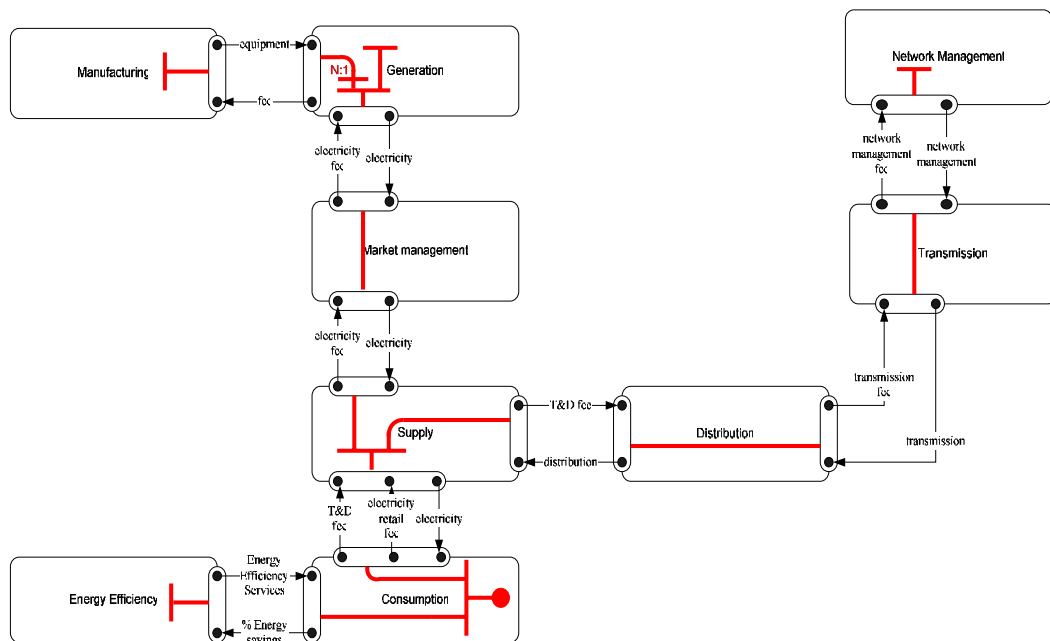 Manufacturing
equipment
fee
N:1
Generation
Network Management
electricity
fee
electricity
network
management
fee
network
management
Market management
Transmission
electricity
fee
electricity
transmission
fee
transmission
Supply
T&D fee
distribution
Distribution
T&D
fee
electricity
retail
fee
electricity
Energy Efficiency
Energy
Efficiency
Services
% Energy
savings
Consumption